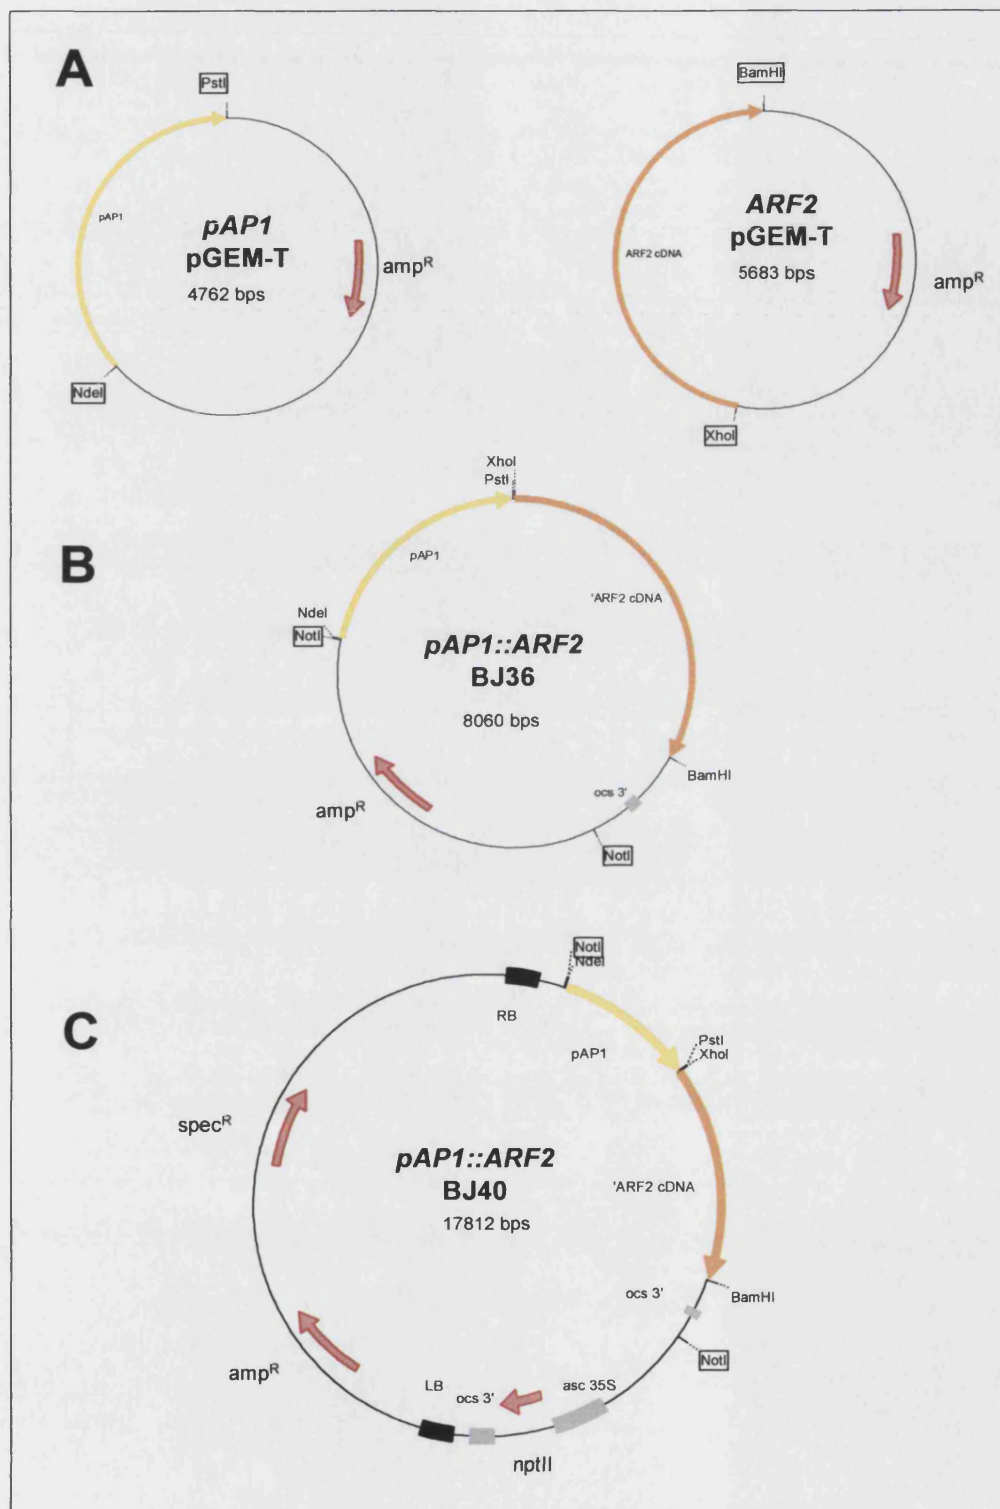 A
PstI
pAP1
pAP1
pGEM-T
4762 bps
ampR
NdeI
BamHI
ARF2 cDNA
ARF2
pGEM-T
5683 bps
ampR
XhoI
B
XhoI
PstI
pAP1
'ARF2 cDNA
NdeI
NotI
pAP1::ARF2
BJ36
8060 bps
BamHI
ocs 3'
ampR
NotI
C
NotI
NdeI
RB
pAP1
PstI
XhoI
specR
pAP1::ARF2
BJ40
17812 bps
'ARF2 cDNA
ocs 3'
BamHI
NotI
ampR
LB
ocs 3'
asc 35S
nptII